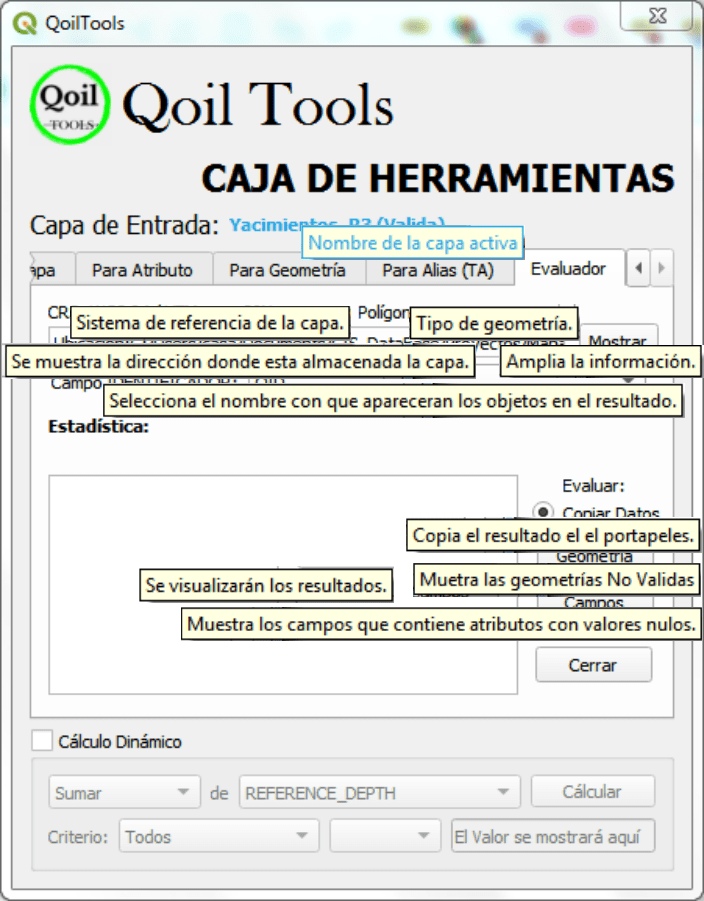 QoilTools
Qoil
TOOLS
Qoil Tools
CAJA DE HERRAMIENTAS
Capa de Entrada: Yacimientos_P3 (Valida)
Nombre de la capa activa
apa Para Atributo Para Geometría Para Alias (TA) Evaluador
Polígon
Sistema de referencia de la capa. Tipo de geometría.
Mostrar
Se muestra la dirección donde esta almacenada la capa. Amplia la información.
Campo IDENTIFICADOR:
Selecciona el nombre con que apareceran los objetos en el resultado.
Estadística:
Evaluar:
Copiar Datos
Copia el resultado el el portapeles.
Geometría
Se visualizarán los resultados. Muetra las geometrías No Validas
Campos
Muestra los campos que contiene atributos con valores nulos.
Cerrar
Cálculo Dinámico
Sumar de REFERENCE_DEPTH Cálcular
Criterio: Todos El Valor se mostrará aquí